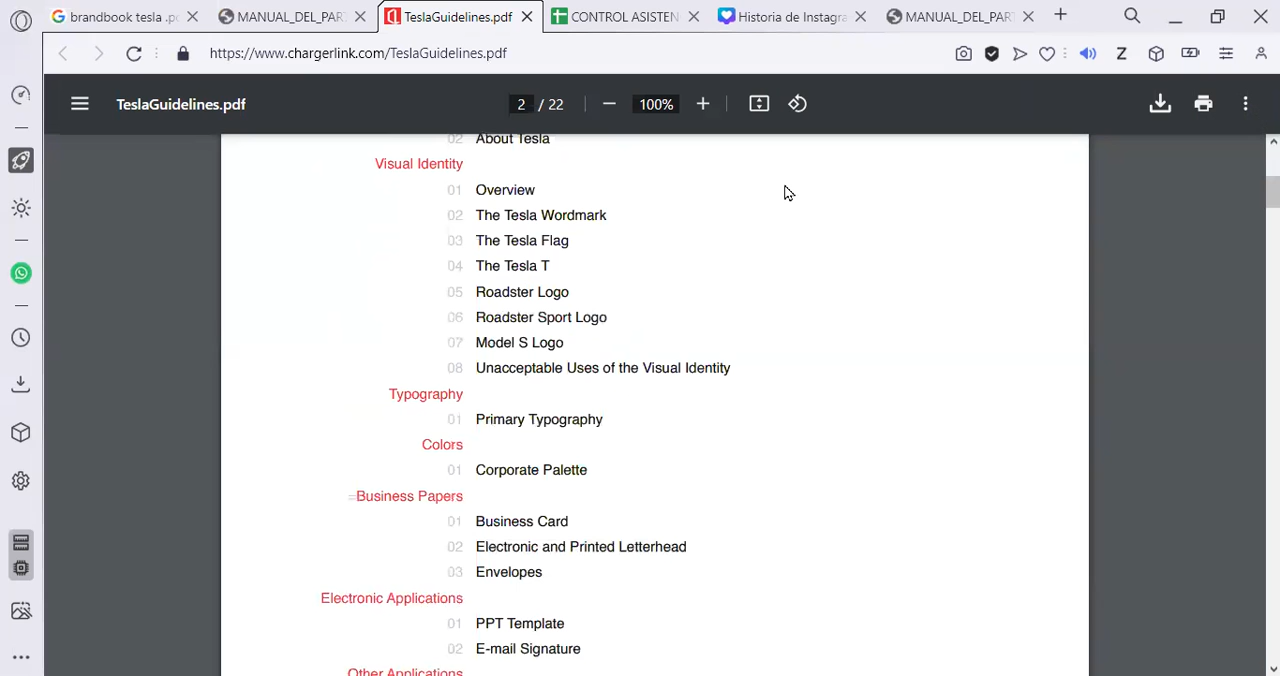 brandbook tesla .p
MANUAL_DEL_PAR
TeslaGuidelines.pdf
CONTROL ASISTEN
Historia de Instagra
MANUAL_DEL_PAR
https://www.chargerlink.com/TeslaGuidelines.pdf
Z
TeslaGuidelines.pdf
2 / 22
100%
02 About Tesla
Visual Identity
01 Overview
02 The Tesla Wordmark
03 The Tesla Flag
04 The Tesla T
05 Roadster Logo
06 Roadster Sport Logo
07 Model S Logo
08 Unacceptable Uses of the Visual Identity
Typography
01 Primary Typography
Colors
01 Corporate Palette
=Business Papers
01 Business Card
02 Electronic and Printed Letterhead
03 Envelopes
Electronic Applications
01 PPT Template
02 E-mail Signature
Other Applications